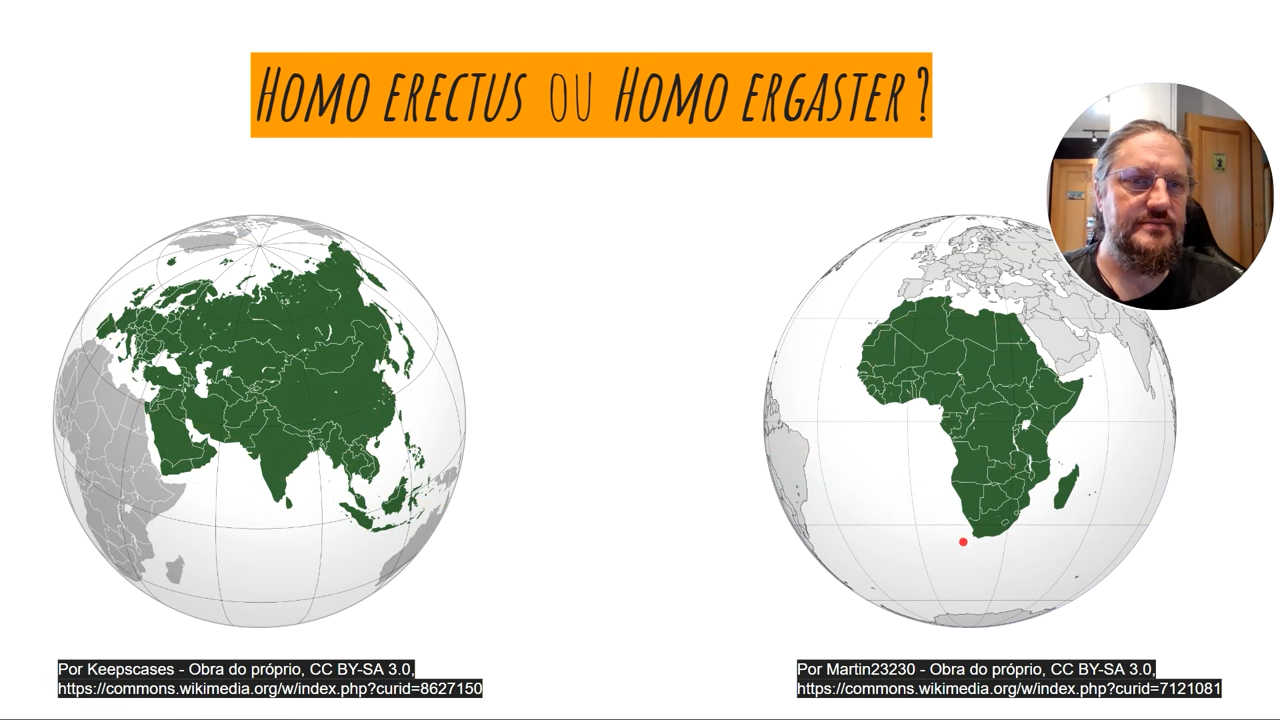 Homo erectus ou Homo ergaster ?
Por Keepscases - Obra do próprio, CC BY-SA 3.0,
https://commons.wikimedia.org/w/index.php?curid=8627150
Por Martin23230 - Obra do próprio, CC BY-SA 3.0,
https://commons.wikimedia.org/w/index.php?curid=7121081